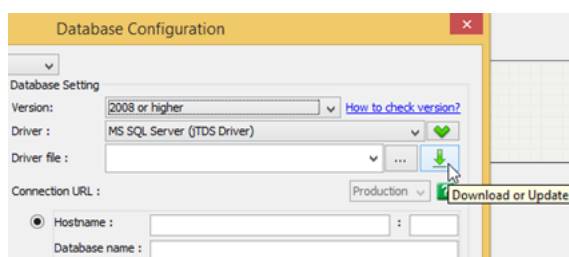 Database Configuration
Database Setting
Version: 2008 or higher How to check version?
Driver : MS SQL Server (jTDS Driver)
Driver file : ...
Connection URL : Production ?
Download or Update
Hostname : :
Database name :